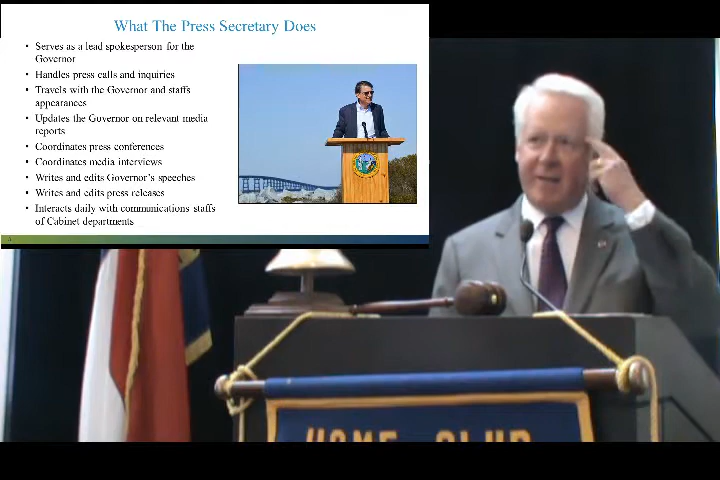 What The Press Secretary Does
• Serves as a lead spokesperson for the
Governor
• Handles press calls and inquiries
• Travels with the Governor and staffs
appearances
• Updates the Governor on relevant media
reports
• Coordinates press conferences
• Coordinates media interviews
• Writes and edits Governor's speeches
• Writes and edits press releases
• Interacts daily with communications staffs
of Cabinet departments
HOME CLUB